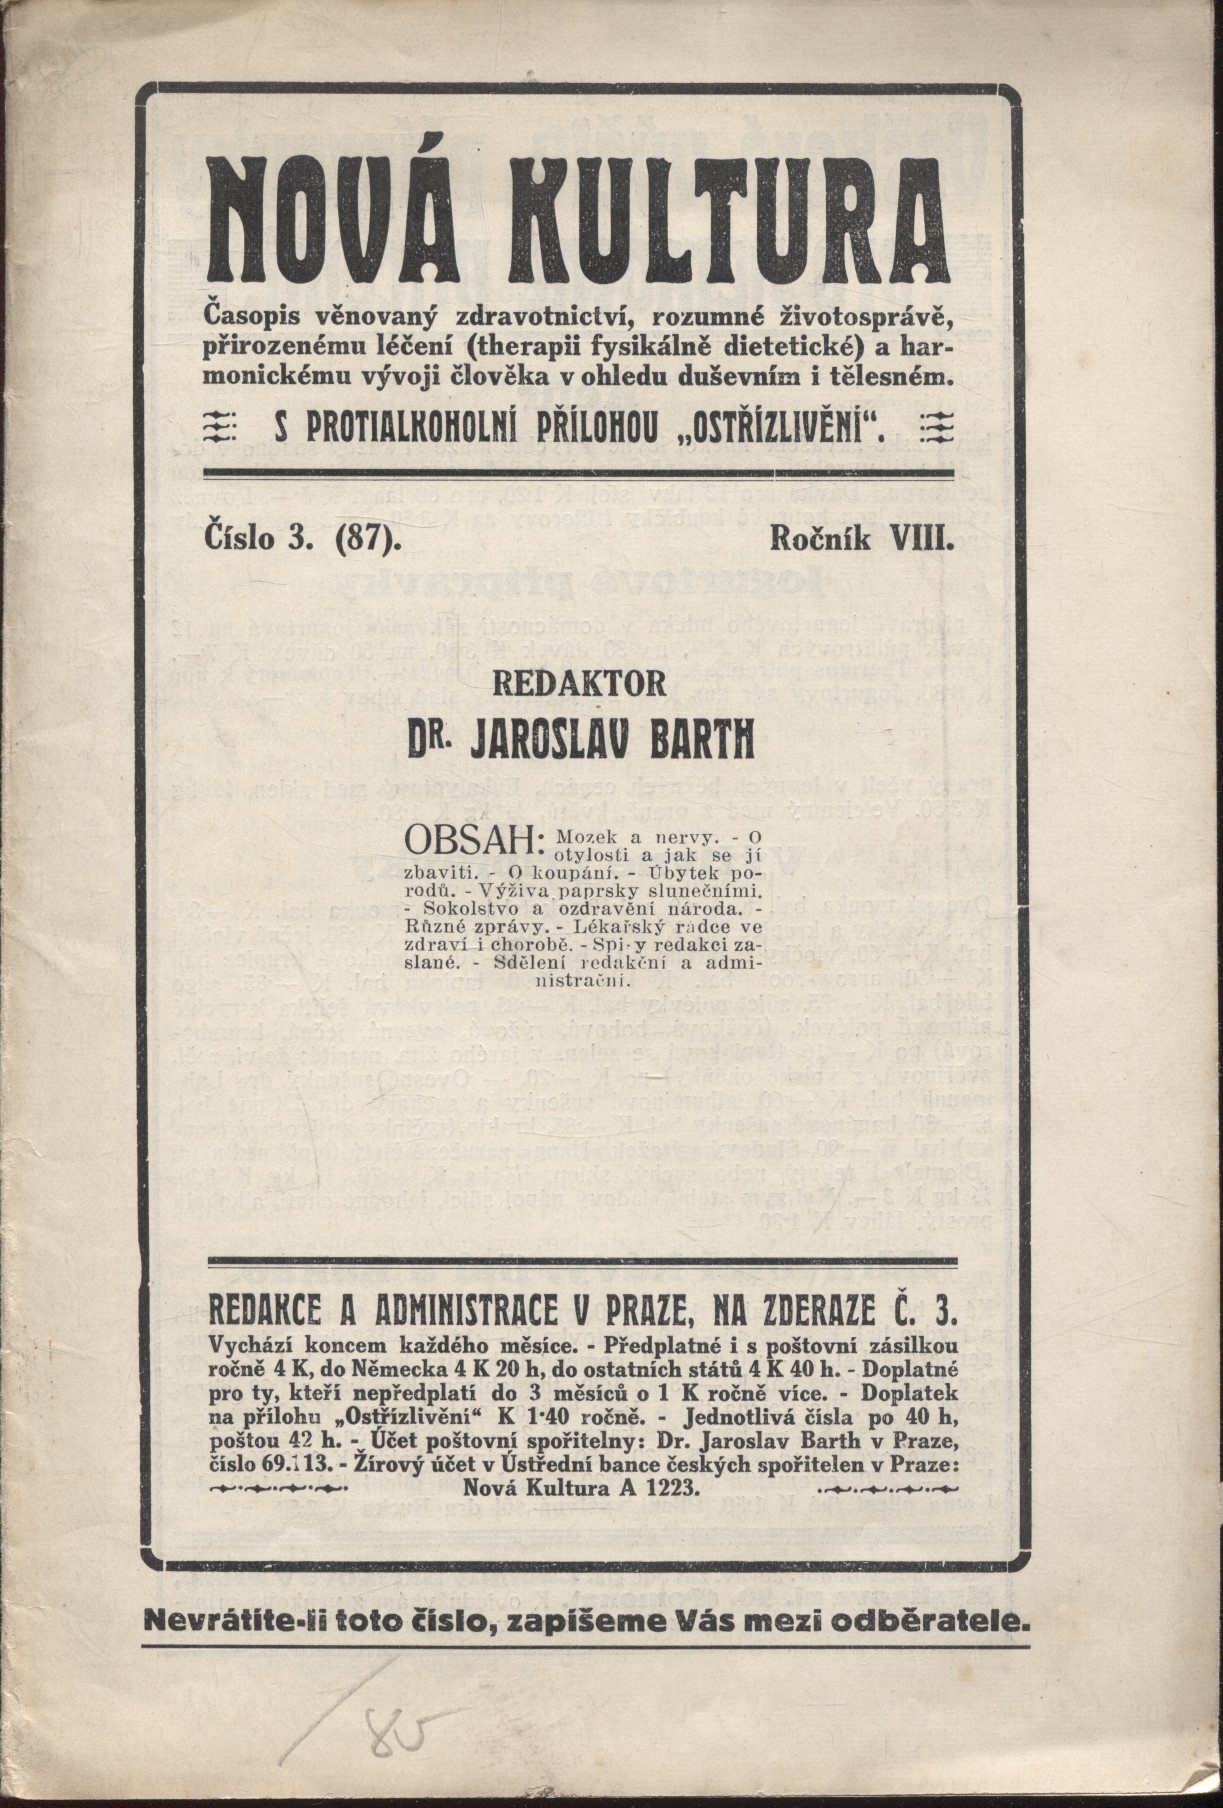 NOVÁ KULTURA
Časopis věnovaný zdravotnictví, rozumné životosprávě,
přirozenému léčení (therapii fysikálně dietetické) a har-
monickému vývoji člověka v ohledu duševním i tělesném.
S PROTIALKOHOLNÍ PŘÍLOHOU „OSTŘÍZLIVĚNÍ“.
Číslo 3. (87). Ročník VIII.
REDAKTOR
DR. JAROSLAV BARTH
OBSAH: Mozek a nervy. - O
otylosti a jak se jí
zbaviti. - O koupání. - Úbytek po-
rodů. - Výživa paprsky slunečními.
- Sokolstvo a ozdravění národa. -
Různé zprávy. - Lékařský rádce ve
zdraví i chorobě. - Spisy redakci za-
slané. - Sdělení redakční a admi-
nistrační.
REDAKCE A ADMINISTRACE V PRAZE, NA ZDERAZE Č. 3.
Vychází koncem každého měsíce. - Předplatné i s poštovní zásilkou
ročně 4 K, do Německa 4 K 20 h, do ostatních států 4 K 40 h. - Doplatné
pro ty, kteří nepředplatí do 3 měsíců o 1 K ročně více. - Doplatek
na přílohu „Ostřízlivění“ K 1·40 ročně. - Jednotlivá čísla po 40 h,
poštou 42 h. - Účet poštovní spořitelny: Dr. Jaroslav Barth v Praze,
číslo 69.113. - Žírový účet v Ústřední bance českých spořitelen v Praze:
Nová Kultura A 1223.
Nevrátíte-li toto číslo, zapíšeme Vás mezi odběratele.
/85